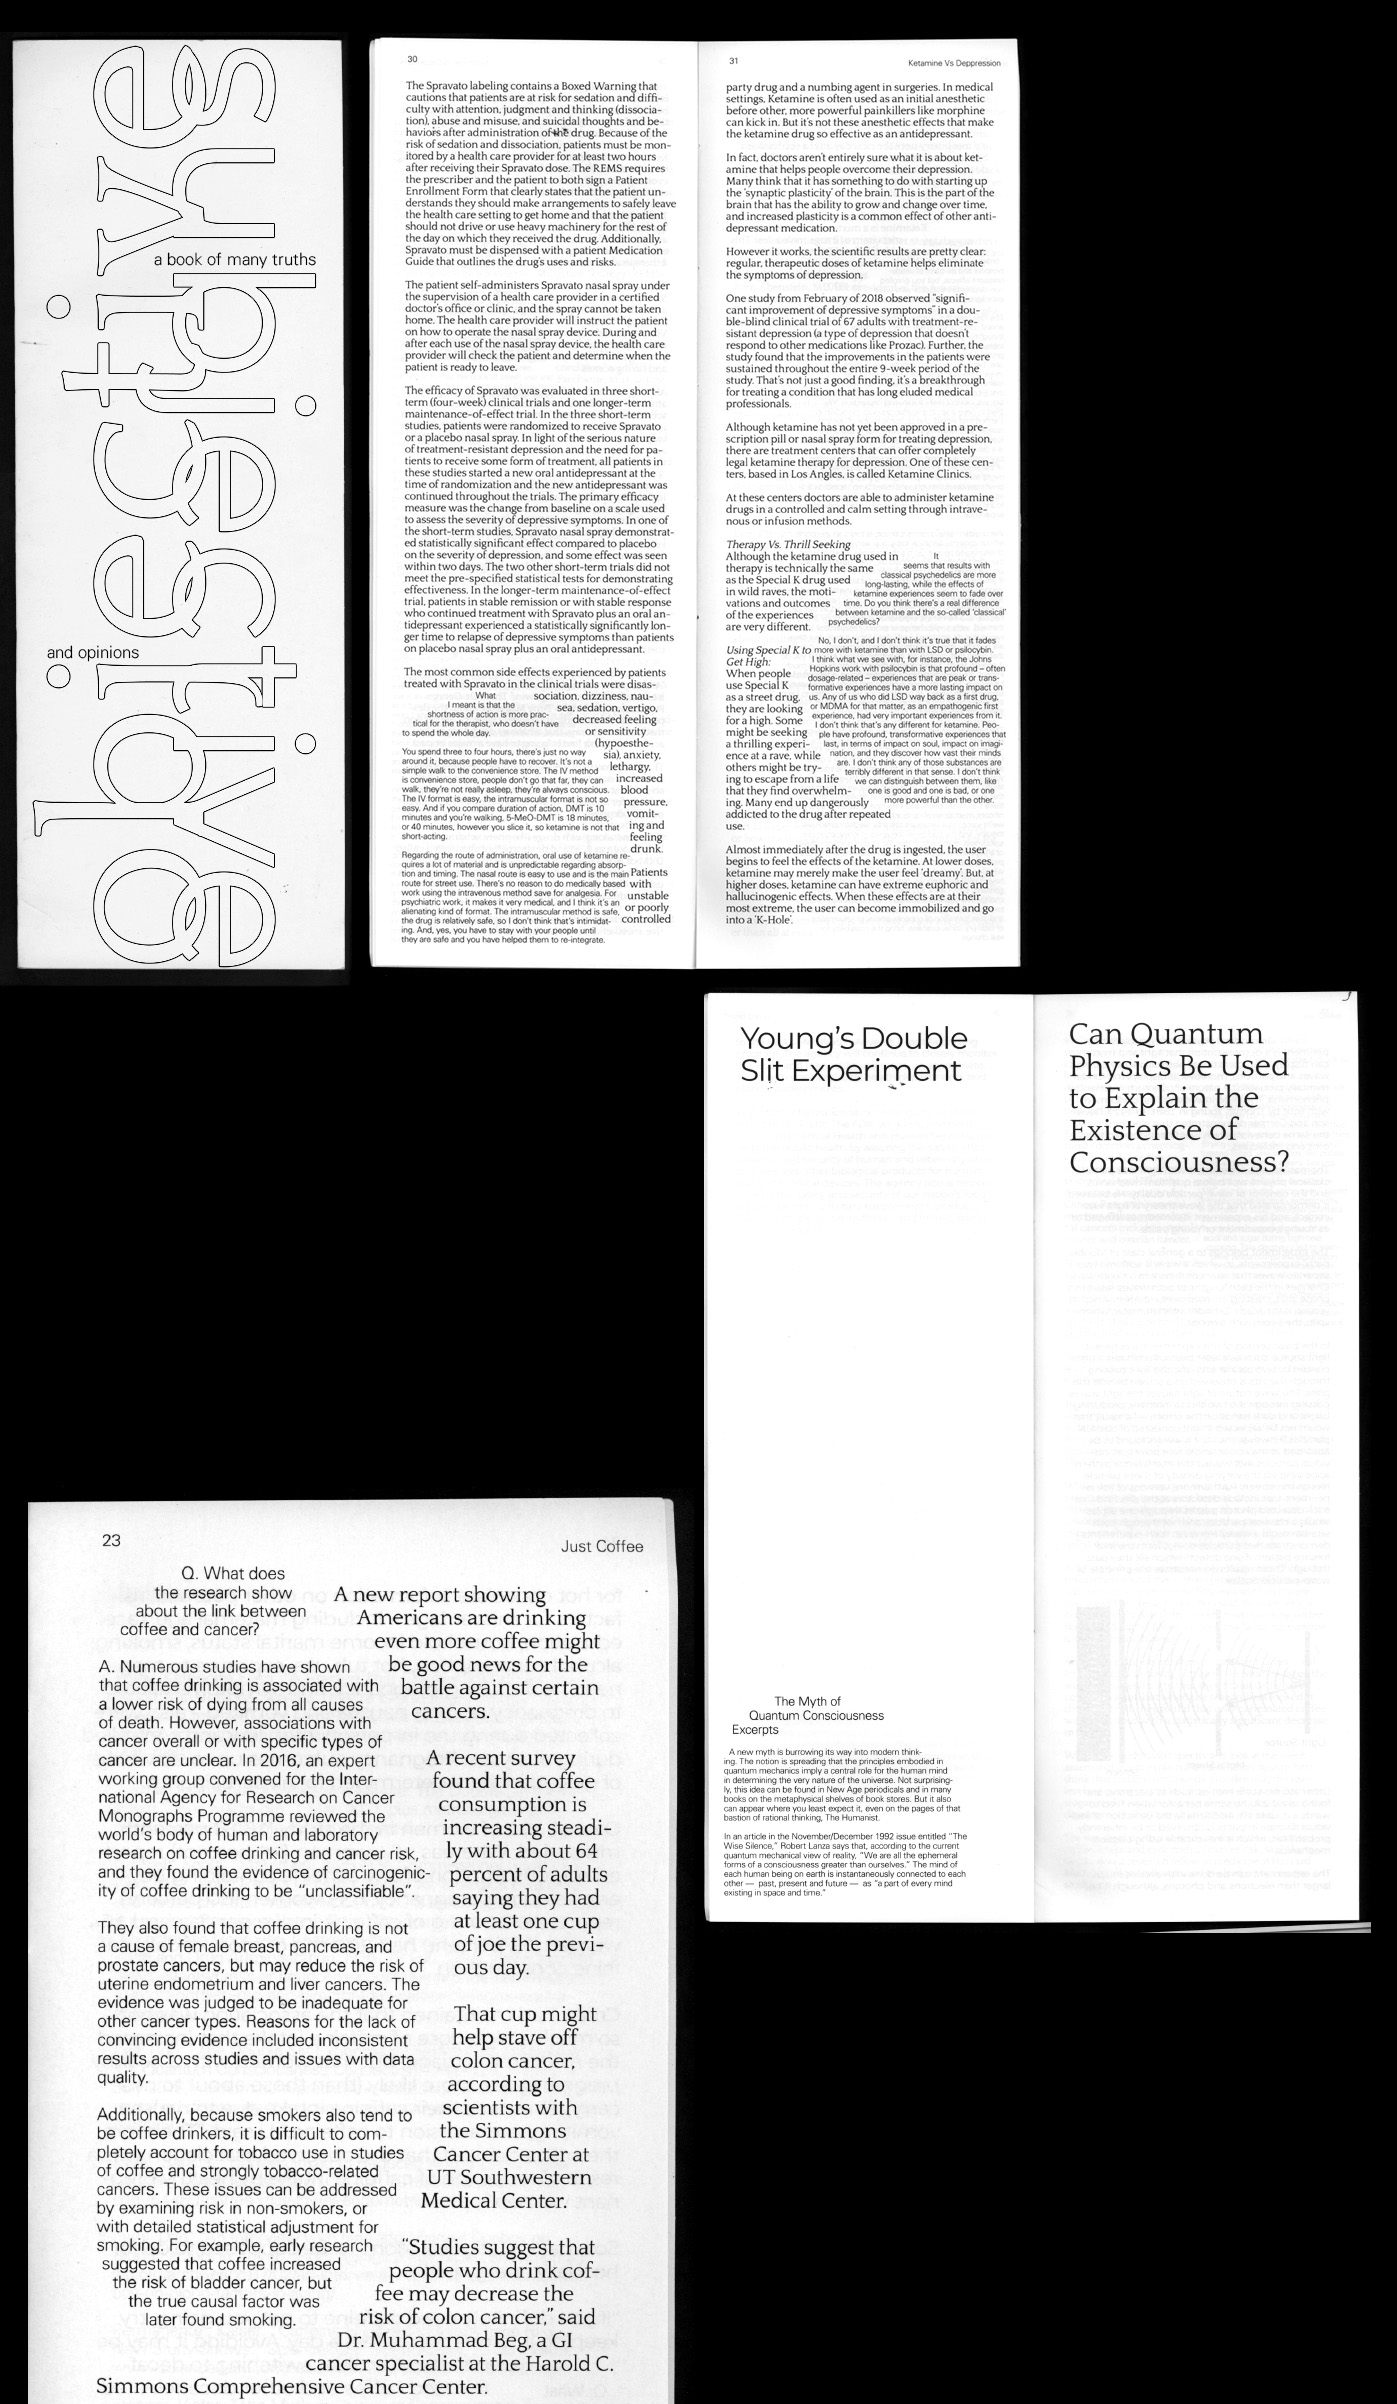 objective
subjective
a book of many truths
and opinions
30
The Spravato labeling contains a Boxed Warning that
cautions that patients are at risk for sedation and diffi-
culty with attention, judgment and thinking (dissocia-
tion), abuse and misuse, and suicidal thoughts and be-
haviors after administration of the drug. Because of the
risk of sedation and dissociation, patients must be mon-
itored by a health care provider for at least two hours
after receiving their Spravato dose. The REMS requires
the prescriber and the patient to both sign a Patient
Enrollment Form that clearly states that the patient un-
derstands they should make arrangements to safely leave
the health care setting to get home and that the patient
should not drive or use heavy machinery for the rest of
the day on which they received the drug. Additionally,
Spravato must be dispensed with a patient Medication
Guide that outlines the drug's uses and risks.
The patient self-administers Spravato nasal spray under
the supervision of a health care provider in a certified
doctor's office or clinic, and the spray cannot be taken
home. The health care provider will instruct the patient
on how to operate the nasal spray device. During and
after each use of the nasal spray device, the health care
provider will check the patient and determine when the
patient is ready to leave.
The efficacy of Spravato was evaluated in three short-
term (four-week) clinical trials and one longer-term
maintenance-of-effect trial. In the three short-term
studies, patients were randomized to receive Spravato
or a placebo nasal spray. In light of the serious nature
of treatment-resistant depression and the need for pa-
tients to receive some form of treatment, all patients in
these studies started a new oral antidepressant at the
time of randomization and the new antidepressant was
continued throughout the trials. The primary efficacy
measure was the change from baseline on a scale used
to assess the severity of depressive symptoms. In one of
the short-term studies, Spravato nasal spray demonstrat-
ed statistically significant effect compared to placebo
on the severity of depression, and some effect was seen
within two days. The two other short-term trials did not
meet the pre-specified statistical tests for demonstrating
effectiveness. In the longer-term maintenance-of-effect
trial, patients in stable remission or with stable response
who continued treatment with Spravato plus an oral an-
tidepressant experienced a statistically significantly lon-
ger time to relapse of depressive symptoms than patients
on placebo nasal spray plus an oral antidepressant.
The most common side effects experienced by patients
treated with Spravato in the clinical trials were disas-
sociation, dizziness, nau-
sea, sedation, vertigo,
decreased feeling
or sensitivity
(hypoesthe-
sia), anxiety,
lethargy,
increased
blood
pressure,
vomit-
ing and
feeling
drunk.
Patients
with
unstable
or poorly
controlled
What
I meant is that the
shortness of action is more prac-
tical for the therapist, who doesn't have
to spend the whole day.
You spend three to four hours, there's just no way
around it, because people have to recover. It's not a
simple walk to the convenience store. The IV method
is convenience store, people don't go that far, they can
walk, they're not really asleep, they're always conscious.
The IV format is easy, the intramuscular format is not so
easy. And if you compare duration of action, DMT is 10
minutes and you're walking, 5-MeO-DMT is 18 minutes,
or 40 minutes, however you slice it, so ketamine is not that
short-acting.
Regarding the route of administration, oral use of ketamine re-
quires a lot of material and is unpredictable regarding absorp-
tion and timing. The nasal route is easy to use and is the main
route for street use. There's no reason to do medically based
work using the intravenous method save for analgesia. For
psychiatric work, it makes it very medical, and I think it's an
alienating kind of format. The intramuscular method is safe,
the drug is relatively safe, so I don't think that's intimidat-
ing. And, yes, you have to stay with your people until
they are safe and you have helped them to re-integrate.
31
Ketamine Vs Deppression
party drug and a numbing agent in surgeries. In medical
settings, Ketamine is often used as an initial anesthetic
before other, more powerful painkillers like morphine
can kick in. But it's not these anesthetic effects that make
the ketamine drug so effective as an antidepressant.
In fact, doctors aren't entirely sure what it is about ket-
amine that helps people overcome their depression.
Many think that it has something to do with starting up
the 'synaptic plasticity' of the brain. This is the part of the
brain that has the ability to grow and change over time,
and increased plasticity is a common effect of other anti-
depressant medication.
However it works, the scientific results are pretty clear:
regular, therapeutic doses of ketamine helps eliminate
the symptoms of depression.
One study from February of 2018 observed "signifi-
cant improvement of depressive symptoms" in a dou-
ble-blind clinical trial of 67 adults with treatment-re-
sistant depression (a type of depression that doesn't
respond to other medications like Prozac). Further, the
study found that the improvements in the patients were
sustained throughout the entire 9-week period of the
study. That's not just a good finding, it's a breakthrough
for treating a condition that has long eluded medical
professionals.
Although ketamine has not yet been approved in a pre-
scription pill or nasal spray form for treating depression,
there are treatment centers that can offer completely
legal ketamine therapy for depression. One of these cen-
ters, based in Los Angles, is called Ketamine Clinics.
At these centers doctors are able to administer ketamine
drugs in a controlled and calm setting through intrave-
nous or infusion methods.
Therapy Vs. Thrill Seeking
Although the ketamine drug used in
therapy is technically the same
as the Special K drug used
in wild raves, the moti-
vations and outcomes
of the experiences
are very different.
Using Special K to
Get High:
When people
use Special K
as a street drug,
they are looking
for a high. Some
might be seeking
a thrilling experi-
ence at a rave, while
others might be try-
ing to escape from a life
that they find overwhelm-
ing. Many end up dangerously
addicted to the drug after repeated
use.
Almost immediately after the drug is ingested, the user
begins to feel the effects of the ketamine. At lower doses,
ketamine may merely make the user feel 'dreamy'. But, at
higher doses, ketamine can have extreme euphoric and
hallucinogenic effects. When these effects are at their
most extreme, the user can become immobilized and go
into a 'K-Hole'.
It
seems that results with
classical psychedelics are more
long-lasting, while the effects of
ketamine experiences seem to fade over
time. Do you think there's a real difference
between ketamine and the so-called 'classical'
psychedelics?
No, I don't, and I don't think it's true that it fades
more with ketamine than with LSD or psilocybin.
I think what we see with, for instance, the Johns
Hopkins work with psilocybin is that profound – often
dosage-related – experiences that are peak or trans-
formative experiences have a more lasting impact on
us. Any of us who did LSD way back as a first drug,
or MDMA for that matter, as an empathogenic first
experience, had very important experiences from it.
I don't think that's any different for ketamine. Peo-
ple have profound, transformative experiences that
last, in terms of impact on soul, impact on imagi-
nation, and they discover how vast their minds
are. I don't think any of those substances are
terribly different in that sense. I don't think
we can distinguish between them, like
one is good and one is bad, or one
more powerful than the other.
Young's Double
Slit Experiment
The Myth of
Quantum Consciousness
Excerpts
A new myth is burrowing its way into modern think-
ing. The notion is spreading that the principles embodied in
quantum mechanics imply a central role for the human mind
in determining the very nature of the universe. Not surprising-
ly, this idea can be found in New Age periodicals and in many
books on the metaphysical shelves of book stores. But it also
can appear where you least expect it, even on the pages of that
bastion of rational thinking, The Humanist.
In an article in the November/December 1992 issue entitled "The
Wise Silence," Robert Lanza says that, according to the current
quantum mechanical view of reality, "We are all the ephemeral
forms of a consciousness greater than ourselves." The mind of
each human being on earth is instantaneously connected to each
other — past, present and future — as "a part of every mind
existing in space and time."
Can Quantum
Physics Be Used
to Explain the
Existence of
Consciousness?
23
Just Coffee
Q. What does
the research show
about the link between
coffee and cancer?
A. Numerous studies have shown
that coffee drinking is associated with
a lower risk of dying from all causes
of death. However, associations with
cancer overall or with specific types of
cancer are unclear. In 2016, an expert
working group convened for the Inter-
national Agency for Research on Cancer
Monographs Programme reviewed the
world's body of human and laboratory
research on coffee drinking and cancer risk,
and they found the evidence of carcinogenic-
ity of coffee drinking to be "unclassifiable".
They also found that coffee drinking is not
a cause of female breast, pancreas, and
prostate cancers, but may reduce the risk of
uterine endometrium and liver cancers. The
evidence was judged to be inadequate for
other cancer types. Reasons for the lack of
convincing evidence included inconsistent
results across studies and issues with data
quality.
Additionally, because smokers also tend to
be coffee drinkers, it is difficult to com-
pletely account for tobacco use in studies
of coffee and strongly tobacco-related
cancers. These issues can be addressed
by examining risk in non-smokers, or
with detailed statistical adjustment for
smoking. For example, early research
suggested that coffee increased
the risk of bladder cancer, but
the true causal factor was
later found smoking.
A new report showing
Americans are drinking
even more coffee might
be good news for the
battle against certain
cancers.
A recent survey
found that coffee
consumption is
increasing steadi-
ly with about 64
percent of adults
saying they had
at least one cup
of joe the previ-
ous day.
That cup might
help stave off
colon cancer,
according to
scientists with
the Simmons
Cancer Center at
UT Southwestern
Medical Center.
"Studies suggest that
people who drink cof-
fee may decrease the
risk of colon cancer," said
Dr. Muhammad Beg, a GI
cancer specialist at the Harold C.
Simmons Comprehensive Cancer Center.